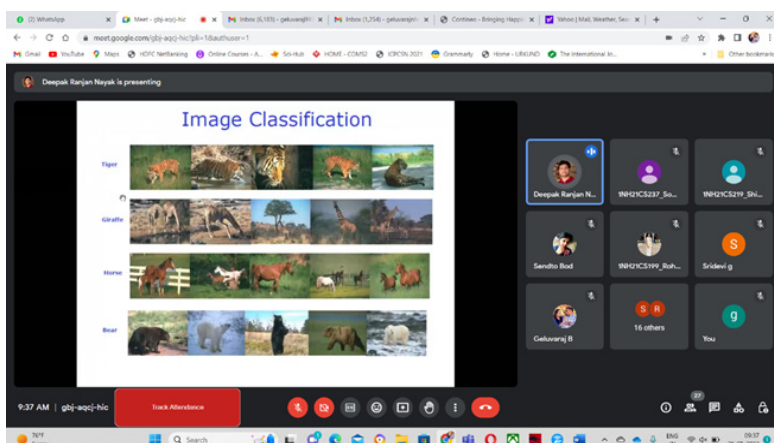 (2) WhatsApp
Meet - gbj-aqcj-hic
Inbox (6,103) - geluvarajbl
Inbox (1,254) - geluvarajnh
Contineo - Bringing Happi
Yahoo | Mail, Weather, Sea
meet.google.com/gbj-aqcj-hic?pli=1&authuser=1
Gmail
YouTube
Maps
HDFC NetBanking
Online Courses - A...
Sci-Hub
HOME - COMS2
ICPCSN 2021
Grammarly
Home - URKUND
The International Jo...
Other bookmarks
Deepak Ranjan Nayak is presenting
Image Classification
Tiger
Giraffe
Horse
Bear
Deepak Ranjan N...
1NH21CS237_So...
1NH21CS219_Shi...
Sendto Bod
1NH21CS199_Roh...
S
Sridevi g
Geluvaraj B
S R
16 others
g
You
9:37 AM | gbj-aqcj-hic
Track Attendance
27
76°F
Search
ENG
09:37